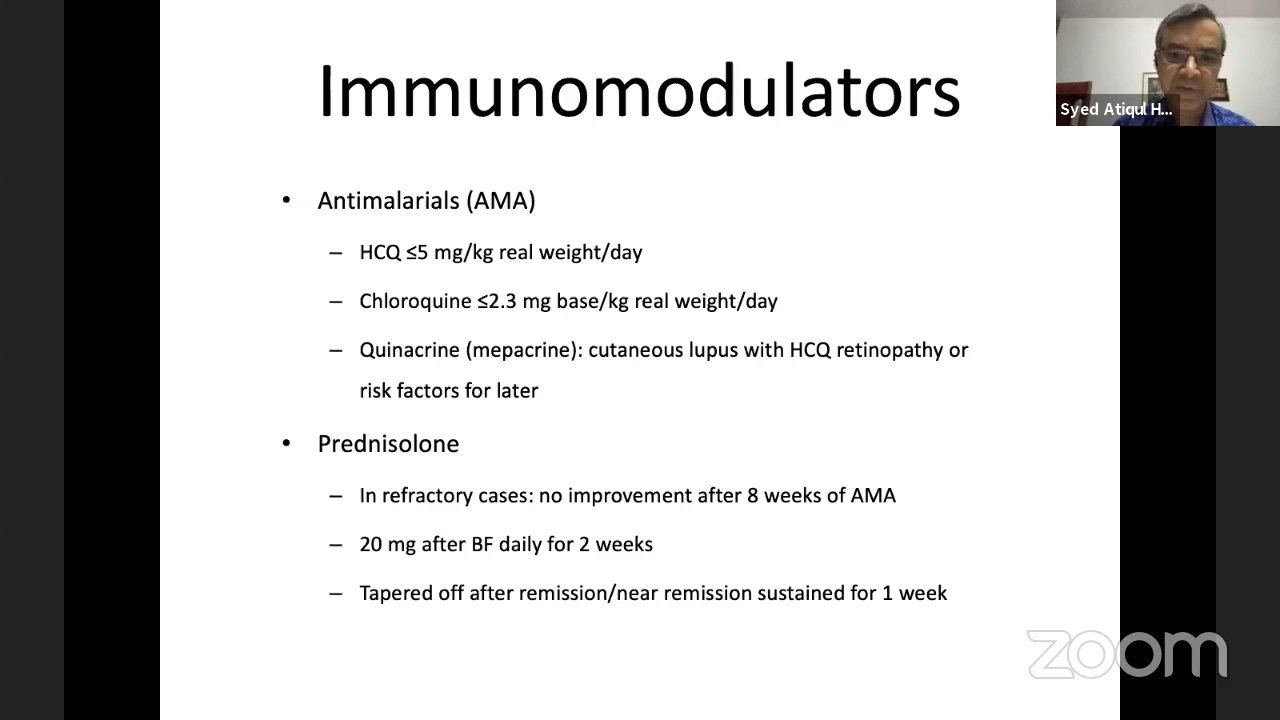 Immunomodulators
Syed Atiqul H...
• Antimalarials (AMA)
– HCQ ≤5 mg/kg real weight/day
– Chloroquine ≤2.3 mg base/kg real weight/day
– Quinacrine (mepacrine): cutaneous lupus with HCQ retinopathy or
risk factors for later
• Prednisolone
– In refractory cases: no improvement after 8 weeks of AMA
– 20 mg after BF daily for 2 weeks
– Tapered off after remission/near remission sustained for 1 week
zoom